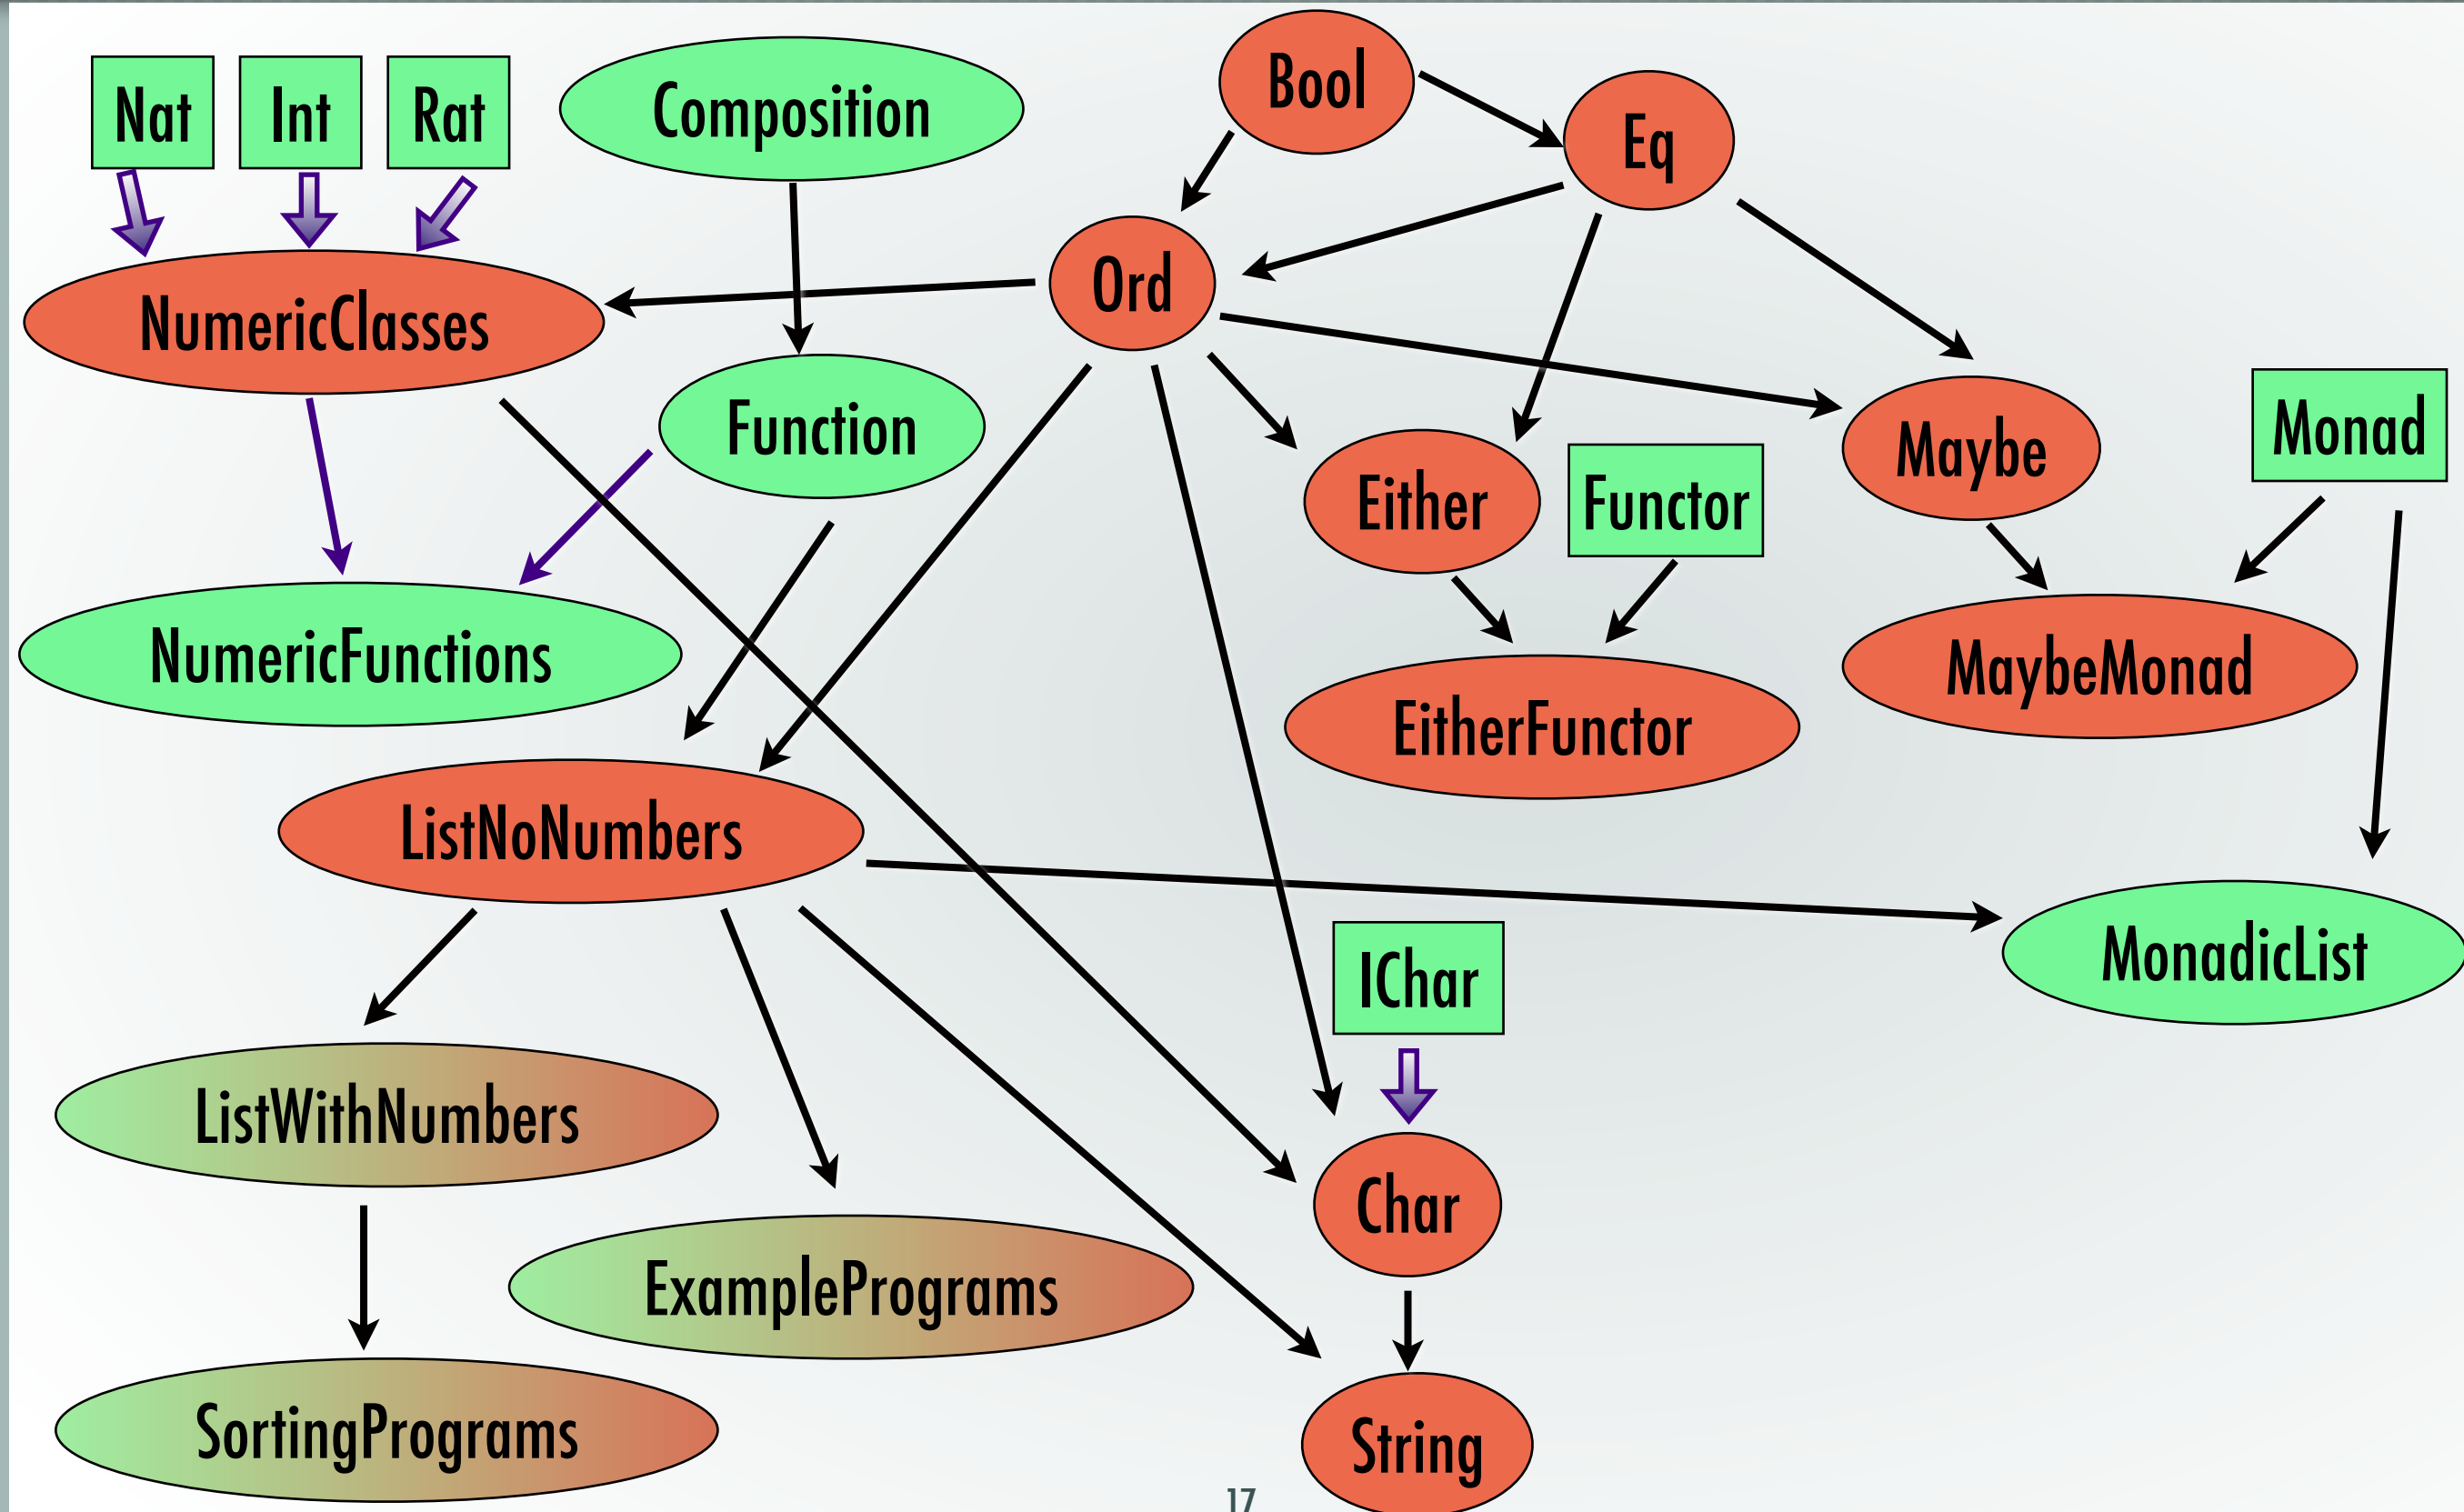 Nat
Int
Rat
Composition
Bool
Eq
Ord
NumericClasses
Function
Maybe
Monad
Either
Functor
NumericFunctions
MaybeMonad
EitherFunctor
ListNoNumbers
MonadicList
IChar
ListWithNumbers
Char
ExamplePrograms
SortingPrograms
String
17